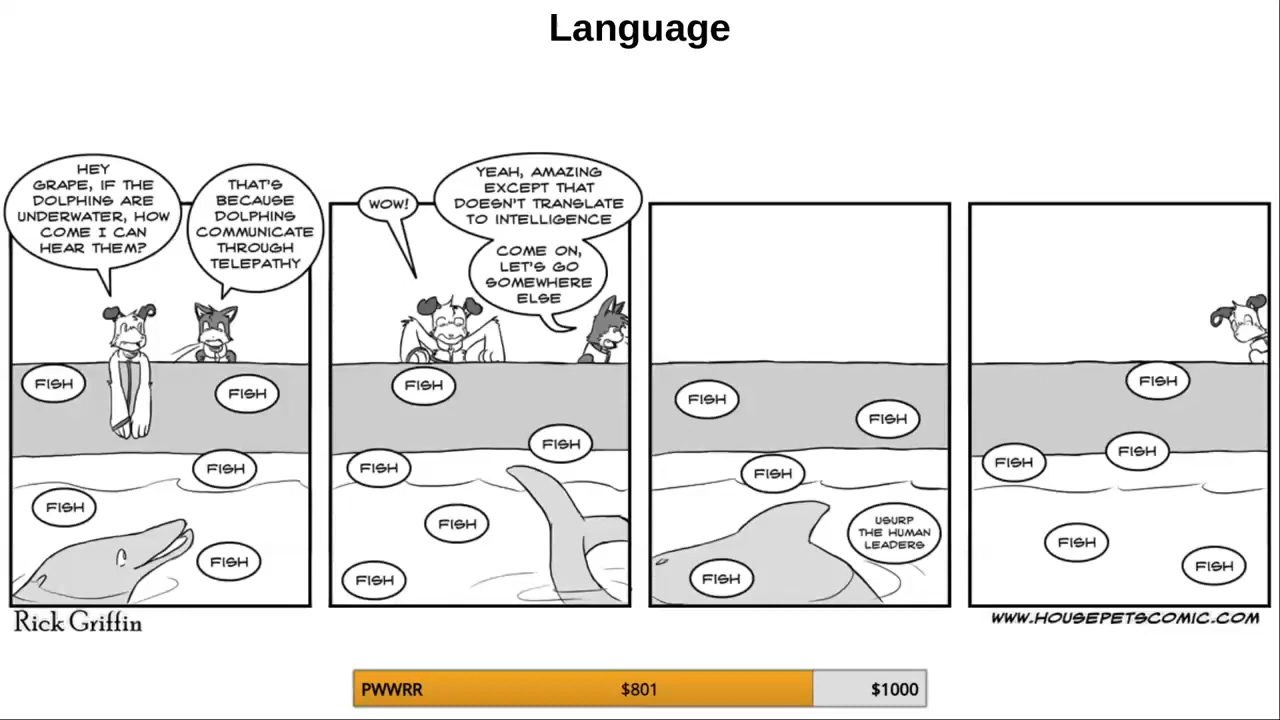 Language
HEY
GRAPE, IF THE
DOLPHINS ARE
UNDERWATER, HOW
COME I CAN
HEAR THEM?
THAT'S
BECAUSE
DOLPHINS
COMMUNICATE
THROUGH
TELEPATHY
FISH
FISH
FISH
FISH
FISH
WOW!
YEAH, AMAZING
EXCEPT THAT
DOESN'T TRANSLATE
TO INTELLIGENCE
COME ON,
LET'S GO
SOMEWHERE
ELSE
FISH
FISH
FISH
FISH
FISH
FISH
FISH
FISH
USURP
THE HUMAN
LEADERS
FISH
FISH
FISH
FISH
FISH
FISH
Rick Griffin
WWW.HOUSEPETSCOMIC.COM
PWWRR $801 $1000